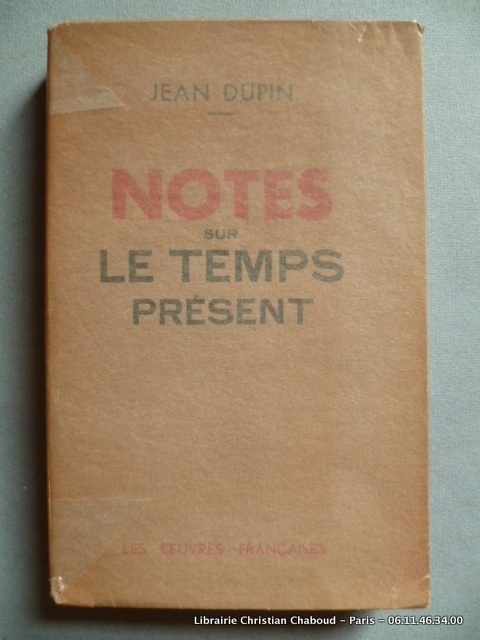 JEAN DUPIN
NOTES
SUR
LE TEMPS
PRÉSENT
LES ŒUVRES FRANÇAISES
Librairie Christian Chaboud - Paris - 06.11.46.34.00